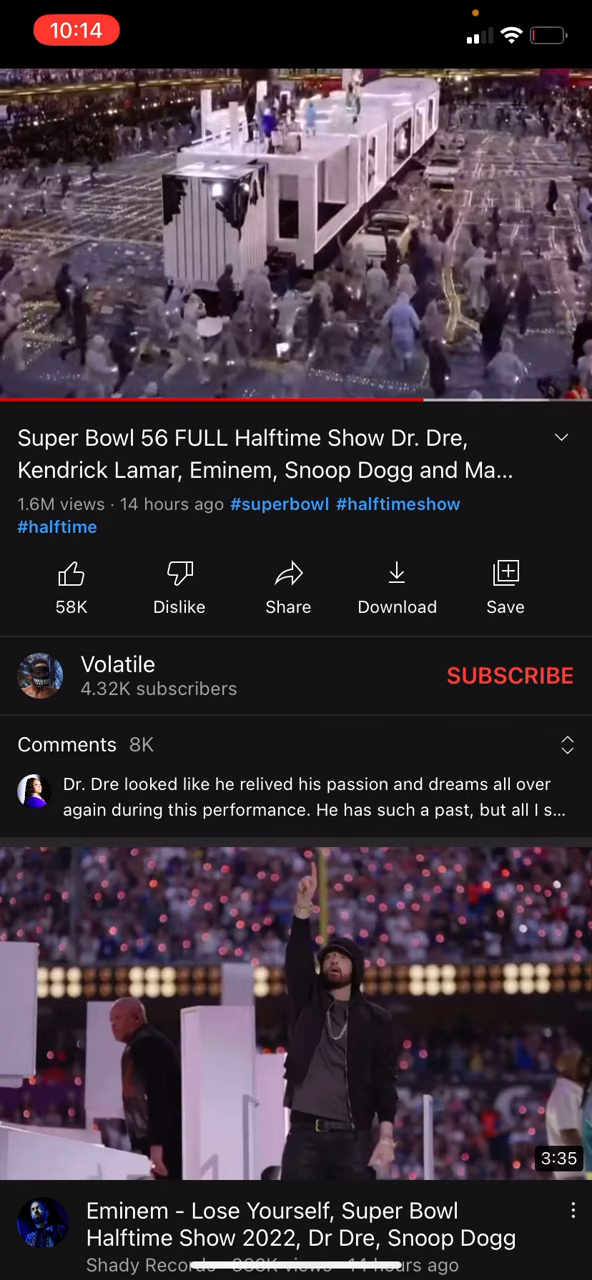 10:14
Super Bowl 56 FULL Halftime Show Dr. Dre,
Kendrick Lamar, Eminem, Snoop Dogg and Ma...
1.6M views · 14 hours ago #superbowl #halftimeshow
#halftime
58K Dislike Share Download Save
Volatile
4.32K subscribers
SUBSCRIBE
Comments 8K
Dr. Dre looked like he relived his passion and dreams all over
again during this performance. He has such a past, but all I s...
3:35
Eminem - Lose Yourself, Super Bowl
Halftime Show 2022, Dr Dre, Snoop Dogg
Shady Records views · 14 hours ago